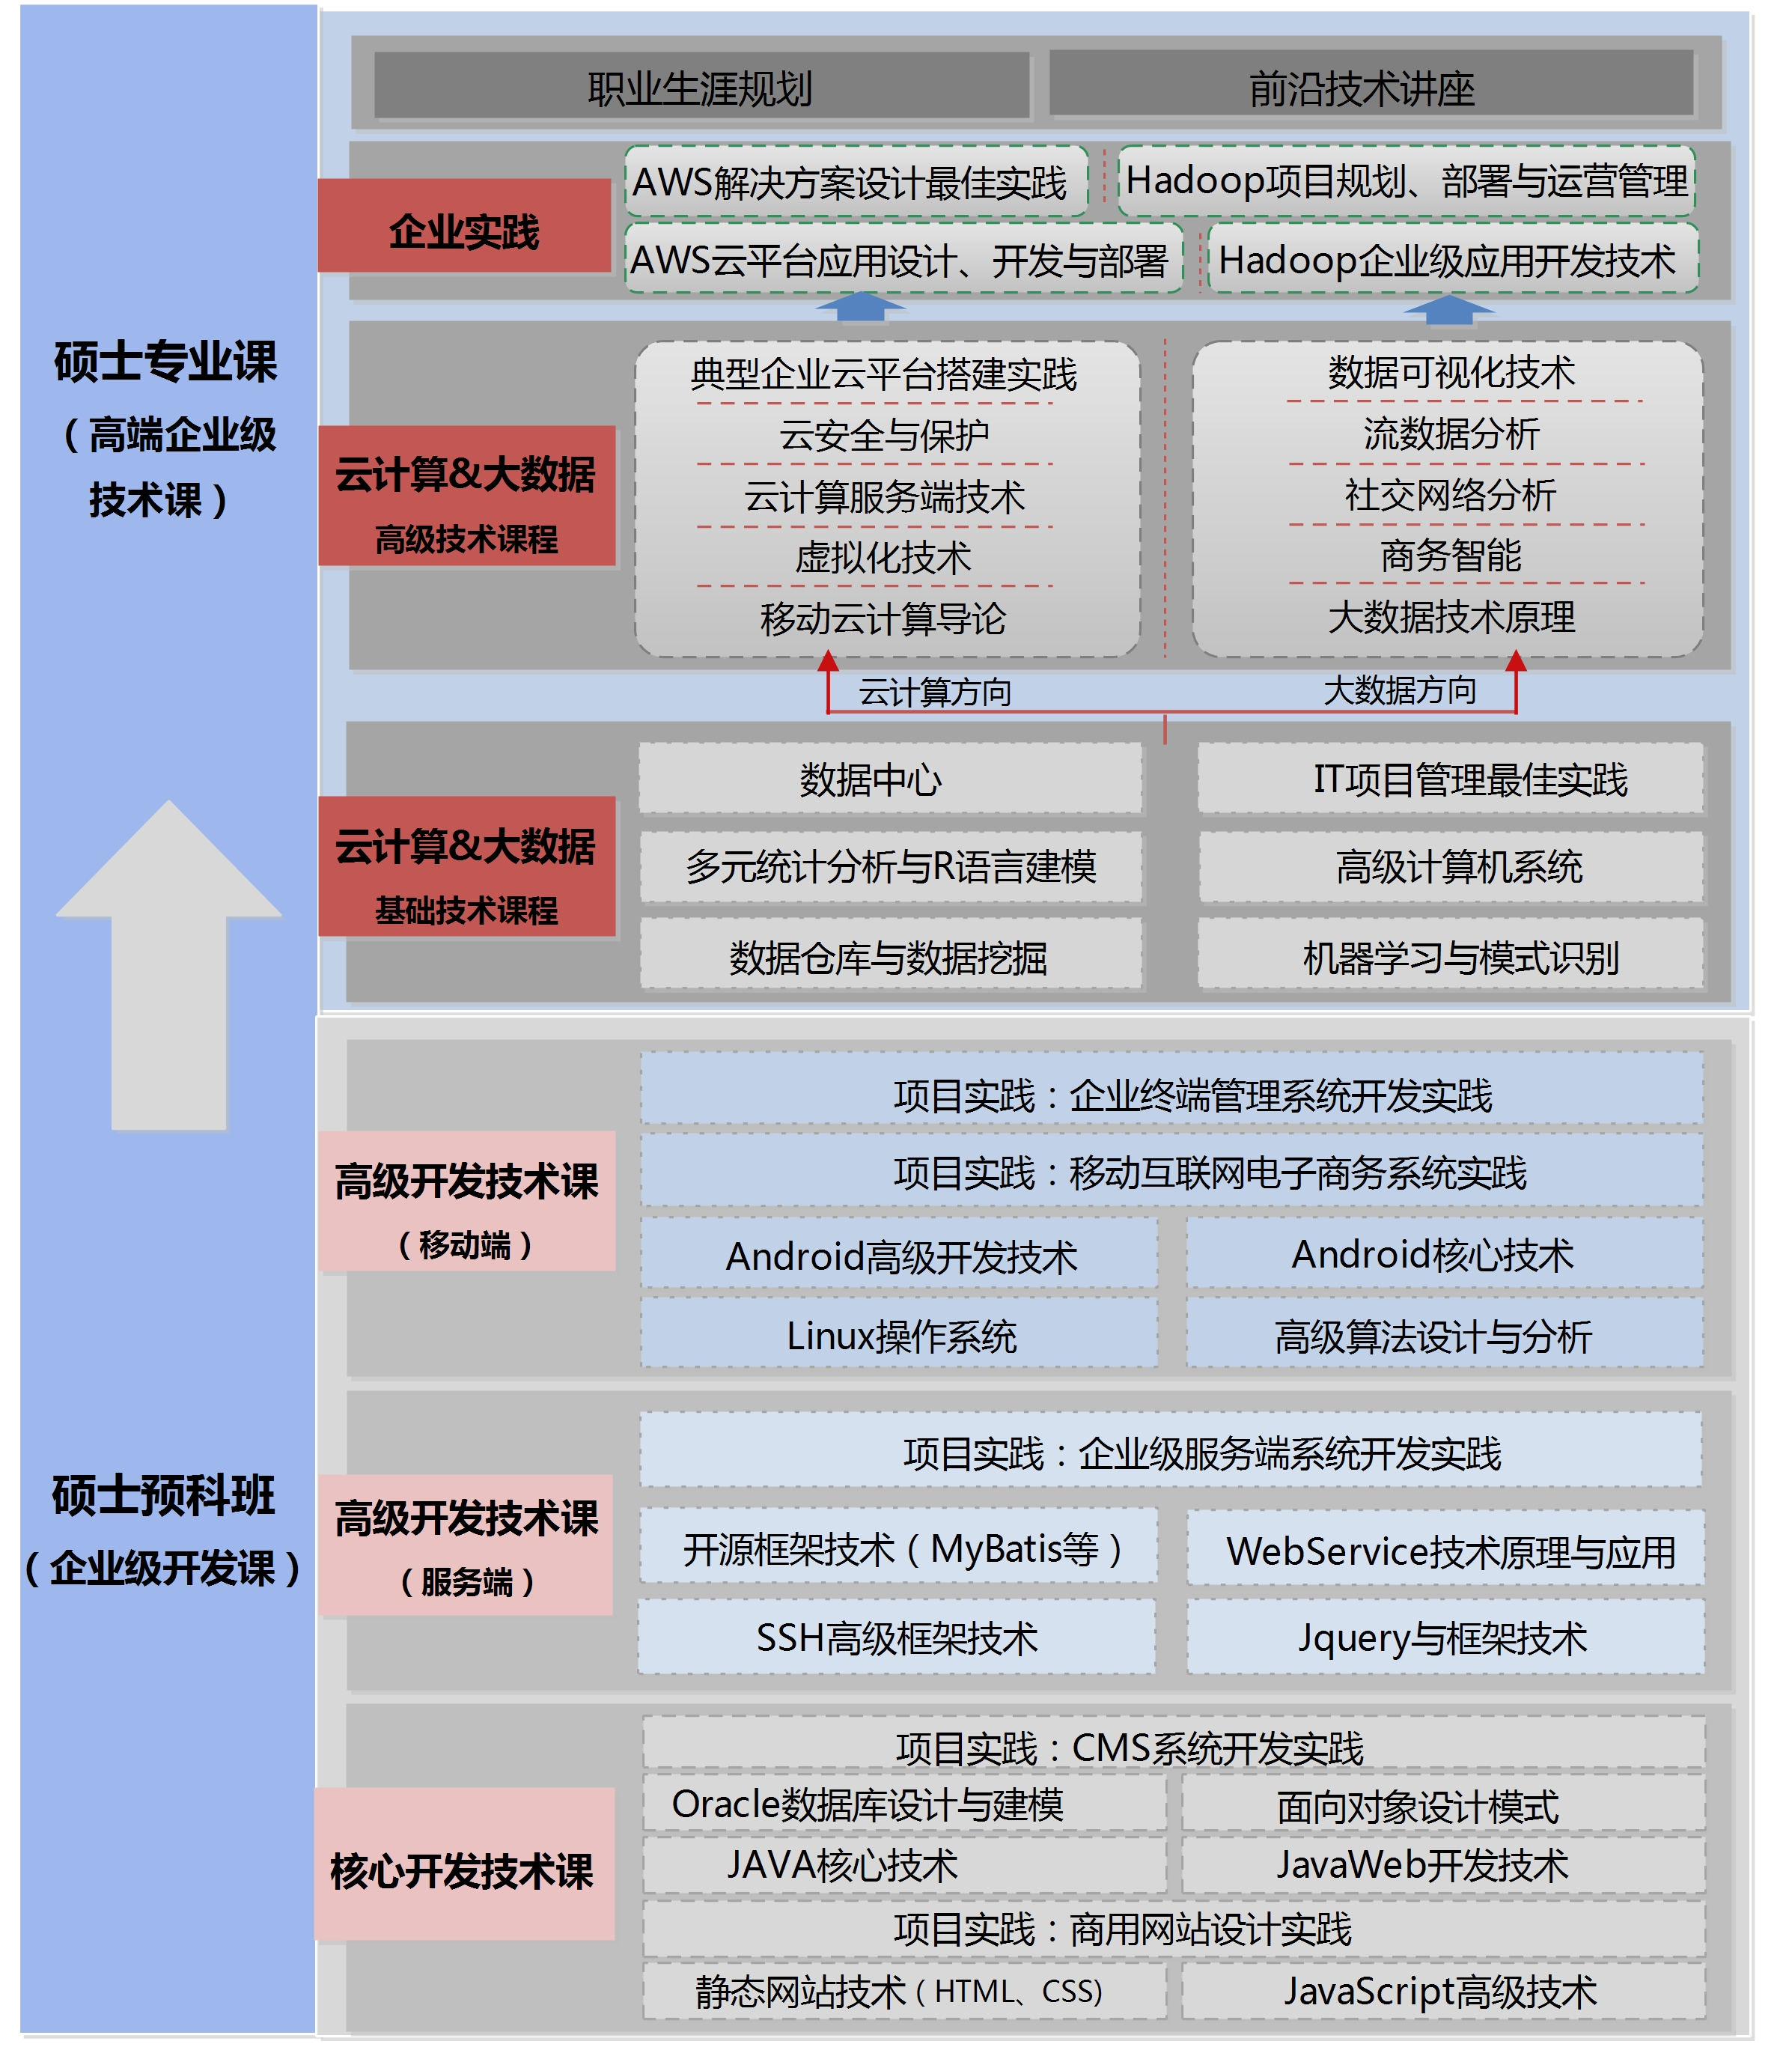 职业生涯规划
前沿技术讲座
企业实践
AWS解决方案设计最佳实践
Hadoop项目规划、部署与运营管理
AWS云平台应用设计、开发与部署
Hadoop企业级应用开发技术
硕士专业课
（高端企业级
技术课）
云计算&大数据
高级技术课程
典型企业云平台搭建实践
云安全与保护
云计算服务端技术
虚拟化技术
移动云计算导论
数据可视化技术
流数据分析
社交网络分析
商务智能
大数据技术原理
云计算方向
大数据方向
云计算&大数据
基础技术课程
数据中心
IT项目管理最佳实践
多元统计分析与R语言建模
高级计算机系统
数据仓库与数据挖掘
机器学习与模式识别
硕士预科班
（企业级开发课）
高级开发技术课
（移动端）
项目实践：企业终端管理系统开发实践
项目实践：移动互联网电子商务系统实践
Android高级开发技术
Android核心技术
Linux操作系统
高级算法设计与分析
高级开发技术课
（服务端）
项目实践：企业级服务端系统开发实践
开源框架技术（MyBatis等）
WebService技术原理与应用
SSH高级框架技术
Jquery与框架技术
核心开发技术课
项目实践：CMS系统开发实践
Oracle数据库设计与建模
面向对象设计模式
JAVA核心技术
JavaWeb开发技术
项目实践：商用网站设计实践
静态网站技术（HTML、CSS)
JavaScript高级技术